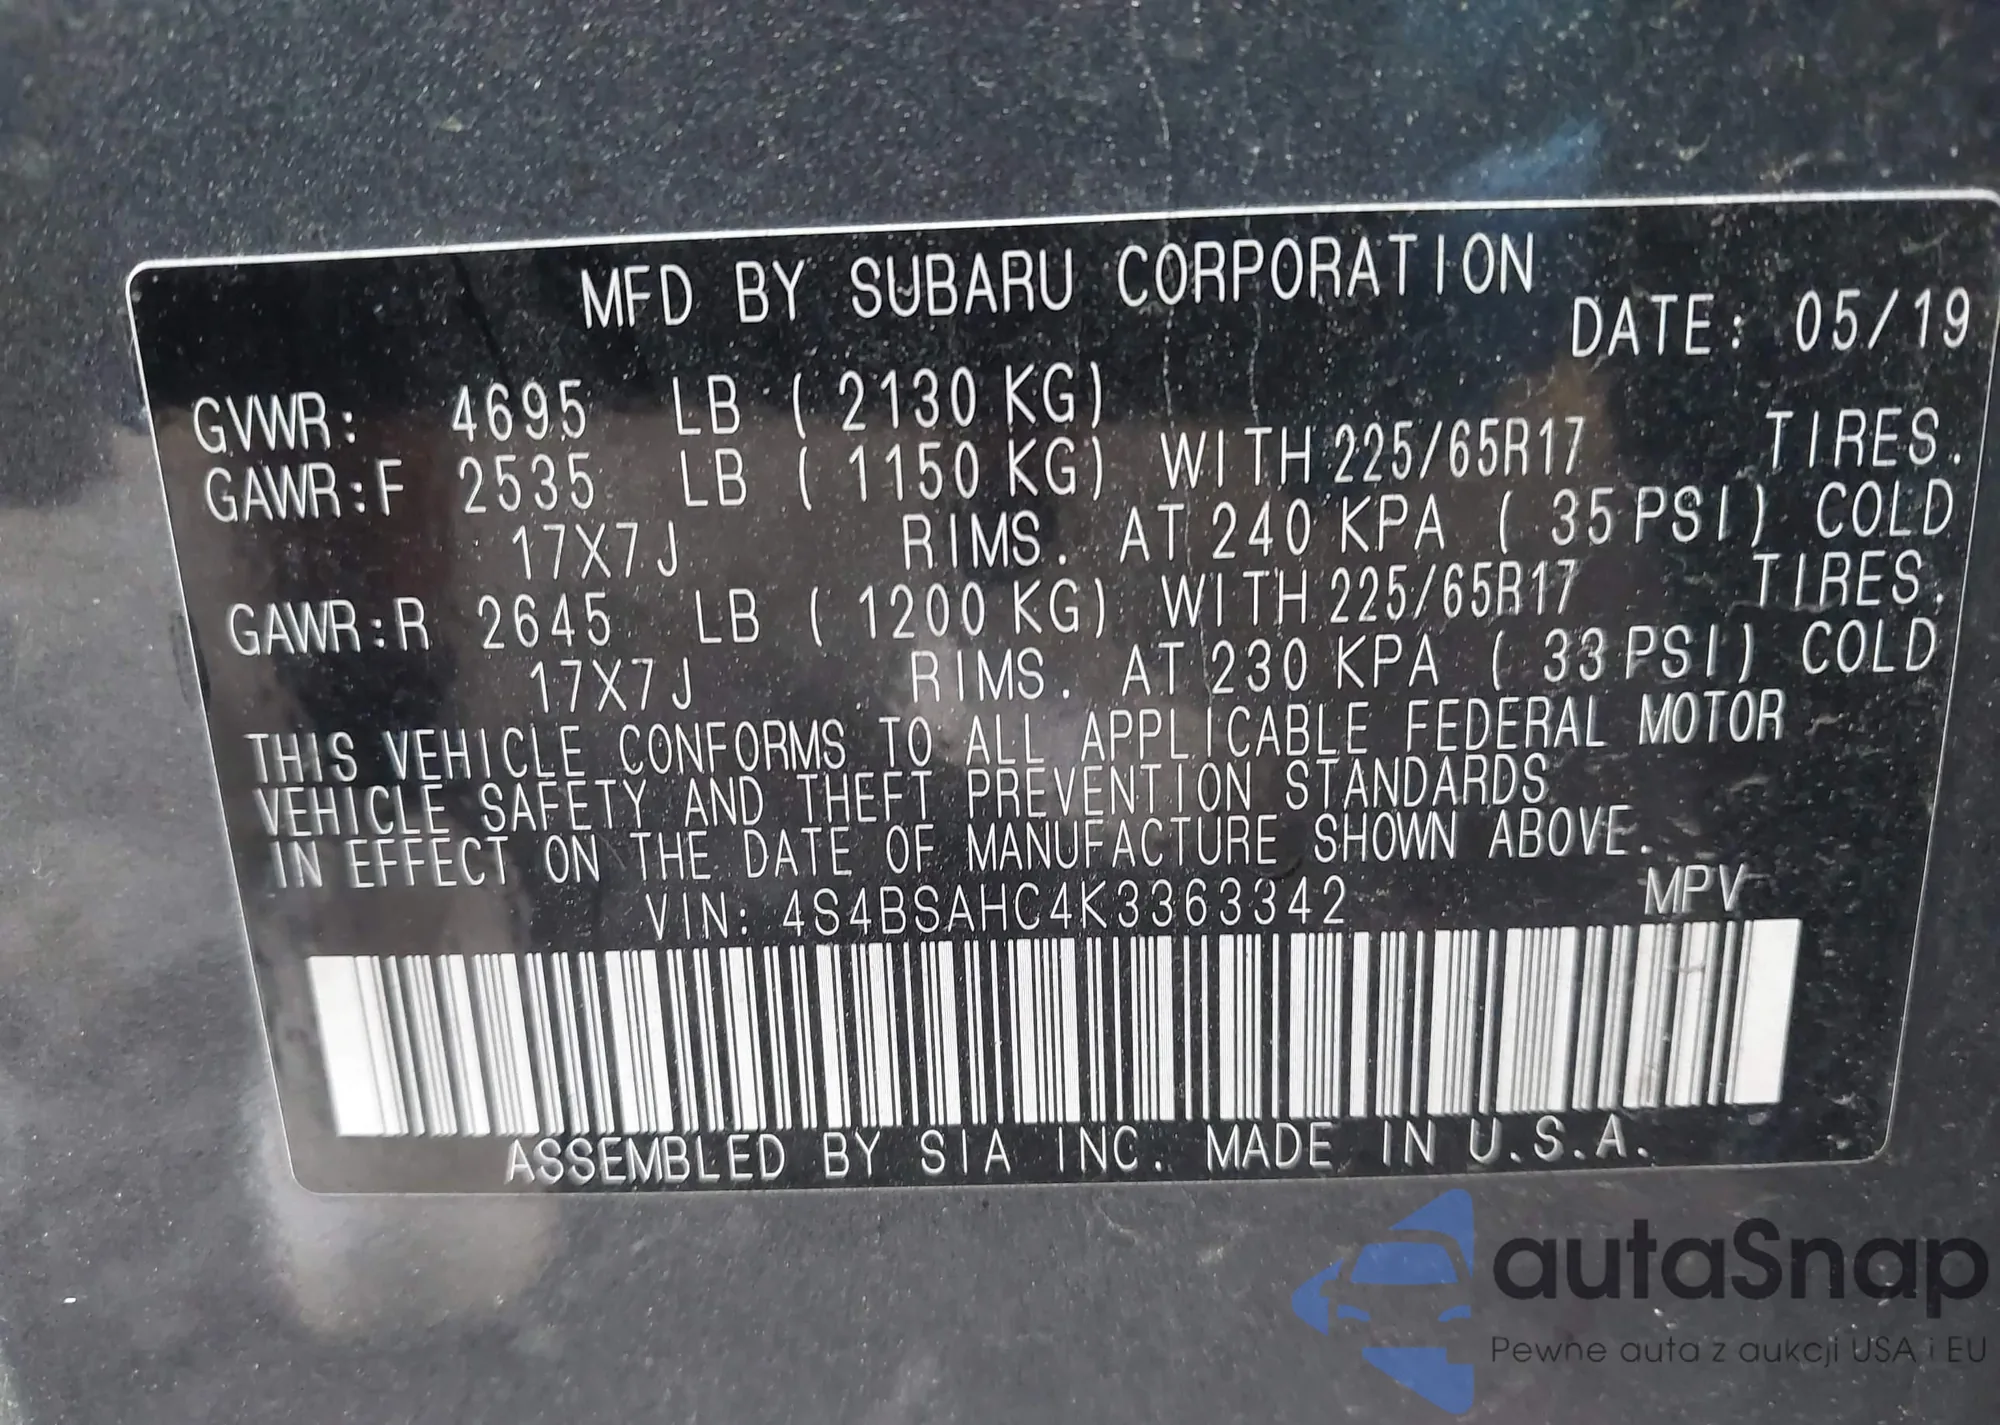 MFD BY SUBARU CORPORATION
DATE: 05/19
GVWR: 4695 LB ( 2130 KG)
GAWR:F 2535 LB ( 1150 KG) WITH 225/65R17 TIRES.
17X7J RIMS. AT 240 KPA ( 35 PSI) COLD
GAWR:R 2645 LB ( 1200 KG) WITH 225/65R17 TIRES.
17X7J RIMS. AT 230 KPA ( 33 PSI) COLD
THIS VEHICLE CONFORMS TO ALL APPLICABLE FEDERAL MOTOR
VEHICLE SAFETY AND THEFT PREVENTION STANDARDS
IN EFFECT ON THE DATE OF MANUFACTURE SHOWN ABOVE.
VIN: 4S4BSAHC4K3363342 MPV
ASSEMBLED BY SIA INC. MADE IN U.S.A.
autaSnap
Pewne auta z aukcji USA i EU